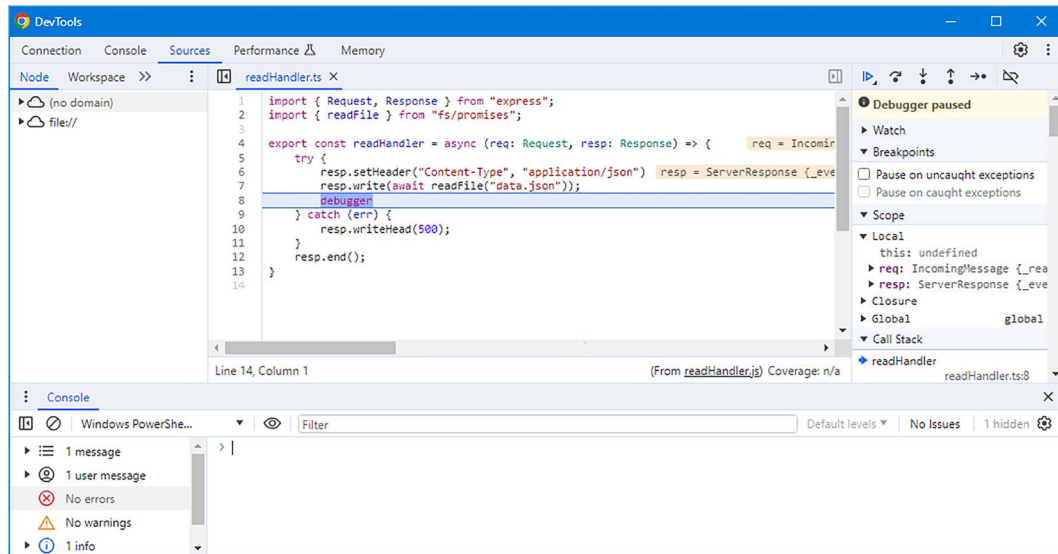 DevTools
Connection Console Sources Performance Memory
Node Workspace readHandler.ts
(no domain)
file://
1 import { Request, Response } from "express";
2 import { readFile } from "fs/promises";
3
4 export const readHandler = async (req: Request, resp: Response) => { req = Incomin
5 try {
6 resp.setHeader("Content-Type", "application/json") resp = ServerResponse {_eve
7 resp.write(await readFile("data.json"));
8 debugger
9 } catch (err) {
10 resp.writeHead(500);
11 }
12 resp.end();
13 }
14
Line 14, Column 1 (From readHandler.js) Coverage: n/a
Debugger paused
Watch
Breakpoints
Pause on uncaught exceptions
Pause on caught exceptions
Scope
Local
this: undefined
req: IncomingMessage {_rea
resp: ServerResponse {_eve
Closure
Global global
Call Stack
readHandler
readHandler.ts:8
Console
Windows PowerShe... Filter Default levels No Issues 1 hidden
1 message
1 user message
No errors
No warnings
1 info